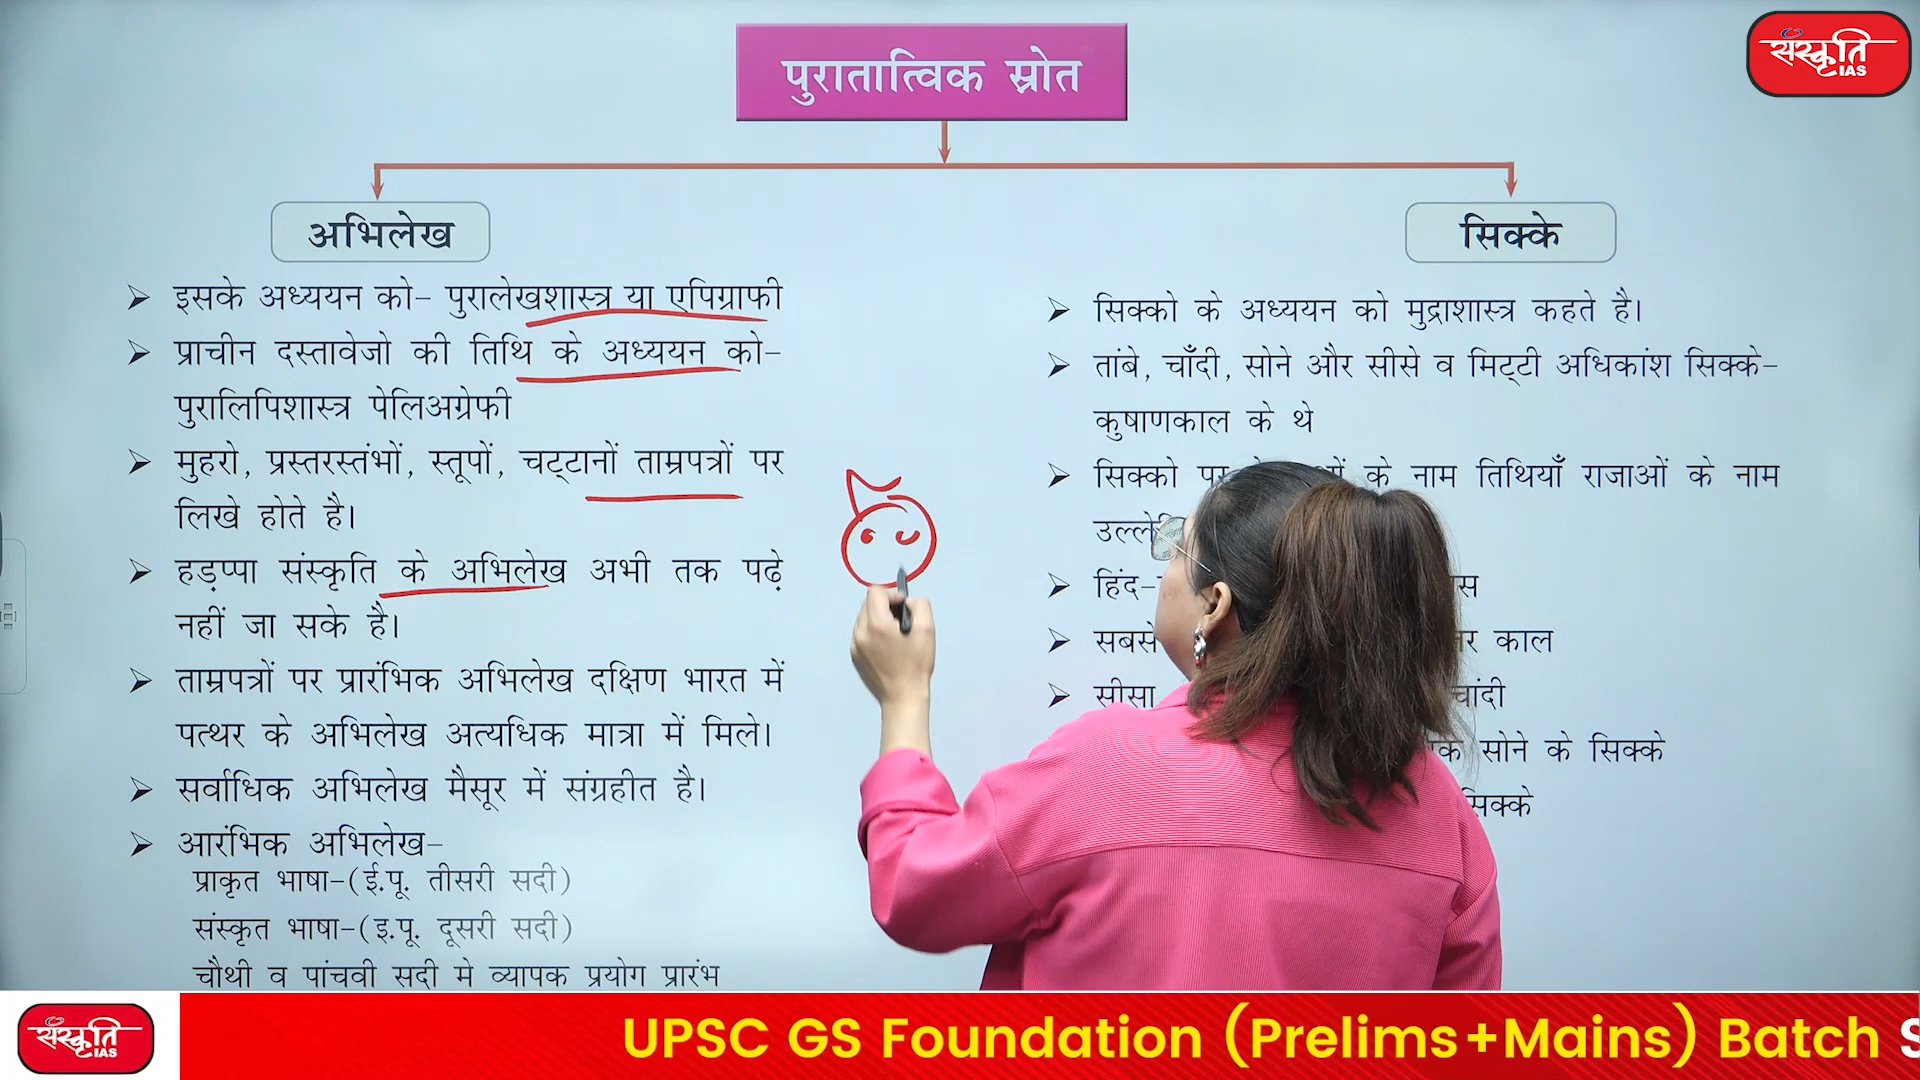 पुरातात्विक स्रोत
संस्कृति
IAS
अभिलेख
➢ इसके अध्ययन को- पुरालेखशास्त्र या एपिग्राफी
➢ प्राचीन दस्तावेजो की तिथि के अध्ययन को-
पुरालिपिशास्त्र पेलिअग्रेफी
➢ मुहरो, प्रस्तरस्तंभों, स्तूपों, चट्टानों ताम्रपत्रों पर
लिखे होते है।
➢ हड़प्पा संस्कृति के अभिलेख अभी तक पढ़े
नहीं जा सके है।
➢ ताम्रपत्रों पर प्रारंभिक अभिलेख दक्षिण भारत में
पत्थर के अभिलेख अत्यधिक मात्रा में मिले।
➢ सर्वाधिक अभिलेख मैसूर में संग्रहीत है।
➢ आरंभिक अभिलेख-
प्राकृत भाषा-(ई.पू. तीसरी सदी)
संस्कृत भाषा-(इ.पू. दूसरी सदी)
चौथी व पांचवी सदी मे व्यापक प्रयोग प्रारंभ
सिक्के
➢ सिक्को के अध्ययन को मुद्राशास्त्र कहते है।
➢ तांबे, चाँदी, सोने और सीसे व मिट्टी अधिकांश सिक्के-
कुषाणकाल के थे
➢ सिक्को के नाम तिथियाँ राजाओं के नाम
➢ हिंद-
➢ सबसे काल
➢ सीसा चांदी
सोने के सिक्के
सिक्के
संस्कृति
IAS
UPSC GS Foundation (Prelims+Mains) Batch S